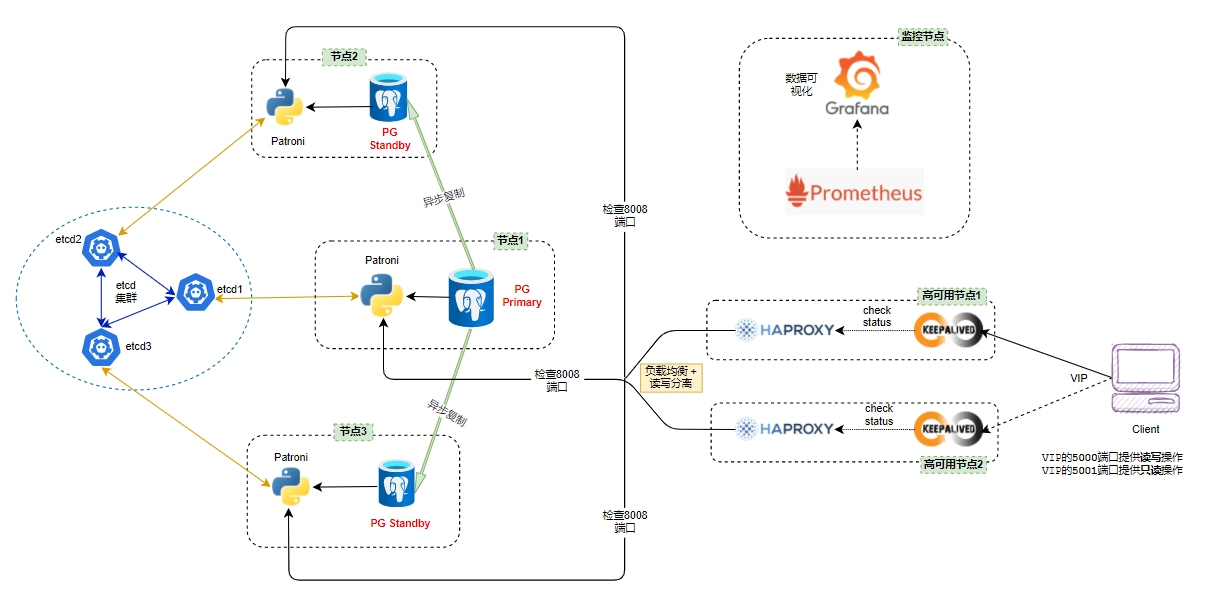 节点2
Patroni
PG
Standby
异步复制
检查8008
端口
监控节点
数据可
视化
Grafana
Prometheus
etcd2
etcd
集群
etcd1
etcd3
节点1
Patroni
PG
Primary
检查8008
端口
异步复制
节点3
Patroni
PG Standby
检查8008
端口
负载均衡 +
读写分离
高可用节点1
HAPROXY
check
status
KEEPALIVED
HAPROXY
check
status
KEEPALIVED
高可用节点2
VIP
Client
VIP的5000端口提供读写操作
VIP的5001端口提供只读操作